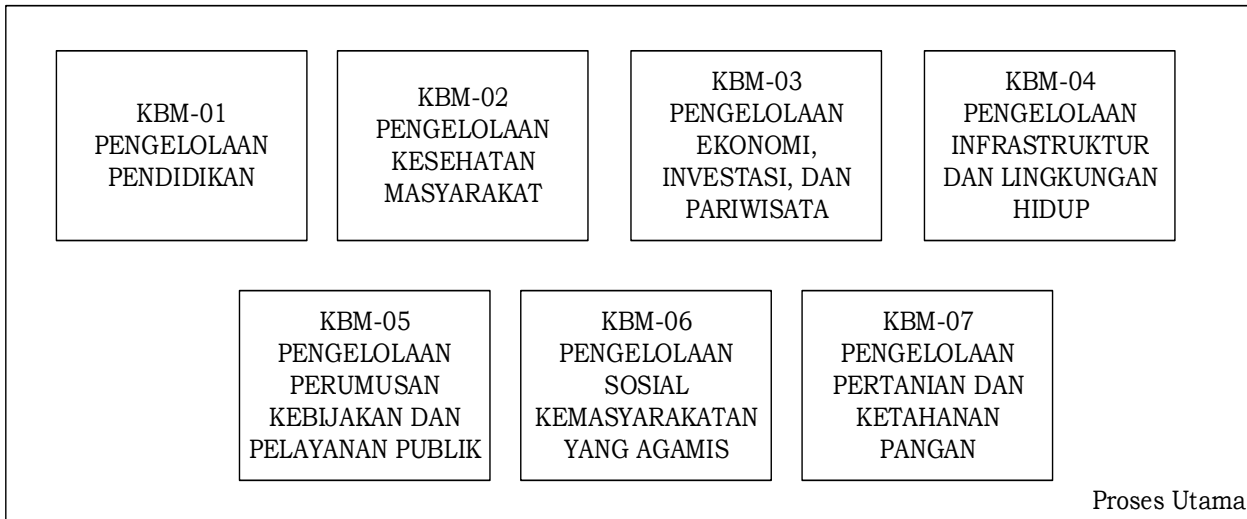 KBM-01
PENGELOLAAN
PENDIDIKAN
KBM-02
PENGELOLAAN
KESEHATAN
MASYARAKAT
KBM-03
PENGELOLAAN
EKONOMI,
INVESTASI, DAN
PARIWISATA
KBM-04
PENGELOLAAN
INFRASTRUKTUR
DAN LINGKUNGAN
HIDUP
KBM-05
PENGELOLAAN
PERUMUSAN
KEBIJAKAN DAN
PELAYANAN PUBLIK
KBM-06
PENGELOLAAN
SOSIAL
KEMASYARAKATAN
YANG AGAMIS
KBM-07
PENGELOLAAN
PERTANIAN DAN
KETAHANAN
PANGAN
Proses Utama